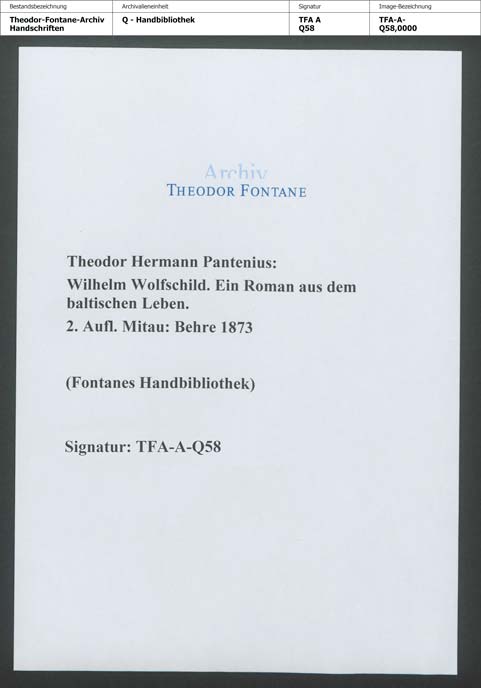 Bestandsbezeichnung Archivalieneinheit Signatur Image-Bezeichnung
Theodor-Fontane-Archiv Q - Handbibliothek TFA A TFA-A-
Handschriften Q58 Q58,0000
Archiv
THEODOR FONTANE
Theodor Hermann Pantenius:
Wilhelm Wolfschild. Ein Roman aus dem
baltischen Leben.
2. Aufl. Mitau: Behre 1873
(Fontanes Handbibliothek)
Signatur: TFA-A-Q58